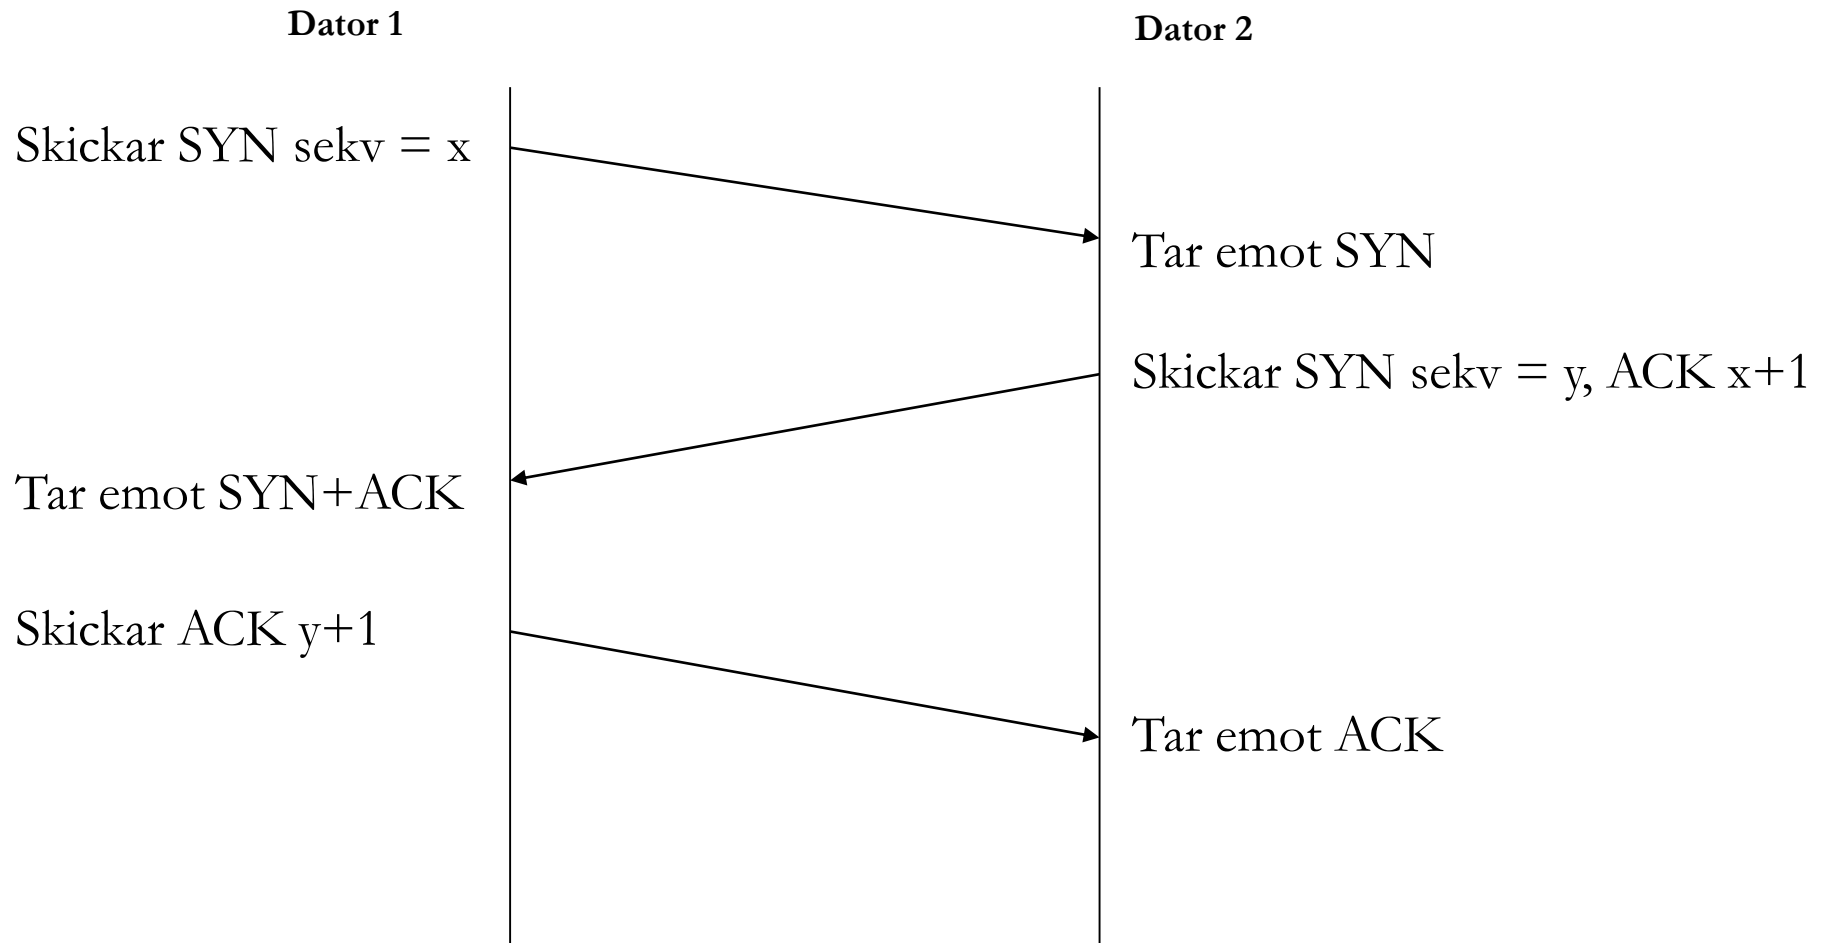 Dator 1
Dator 2
Skickar SYN sekv = x
Tar emot SYN
Skickar SYN sekv = y, ACK x+1
Tar emot SYN+ACK
Skickar ACK y+1
Tar emot ACK